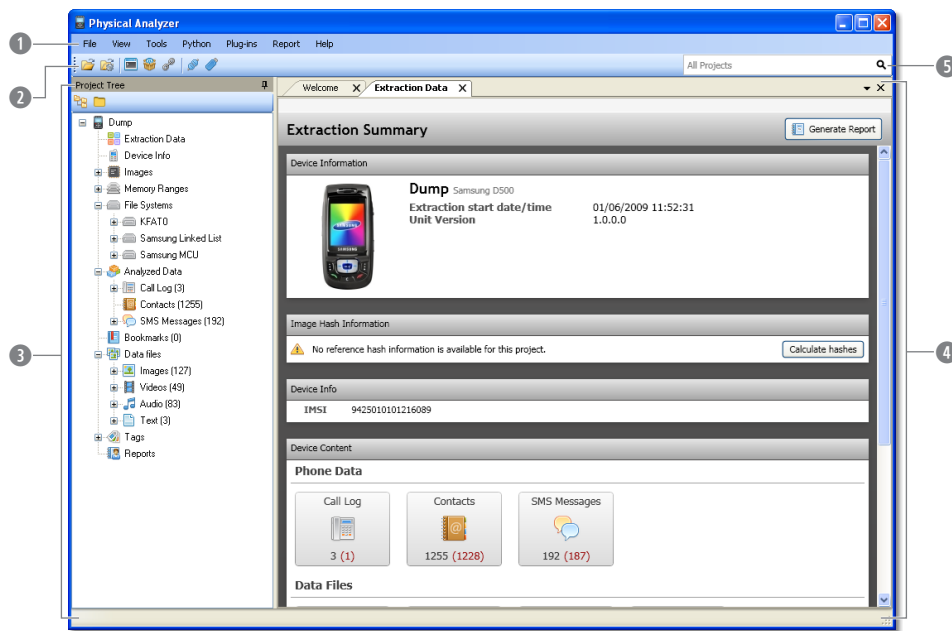 Physical Analyzer
1
File View Tools Python Plug-ins Report Help
2
All Projects
5
Project Tree
Welcome X Extraction Data X
Dump
Extraction Data
Device Info
Images
Memory Ranges
File Systems
KFAT0
Samsung Linked List
Samsung MCU
Analyzed Data
Call Log (3)
Contacts (1255)
SMS Messages (192)
Bookmarks (0)
3
Data files
Images (127)
Videos (49)
Audio (83)
Text (3)
Tags
Reports
Extraction Summary
Generate Report
Device Information
SAMSUNG
Dump Samsung D500
Extraction start date/time 01/06/2009 11:52:31
Unit Version 1.0.0.0
Image Hash Information
No reference hash information is available for this project.
Calculate hashes
4
Device Info
IMSI 9425010101216089
Device Content
Phone Data
Call Log
3 (1)
Contacts
1255 (1228)
SMS Messages
192 (187)
Data Files